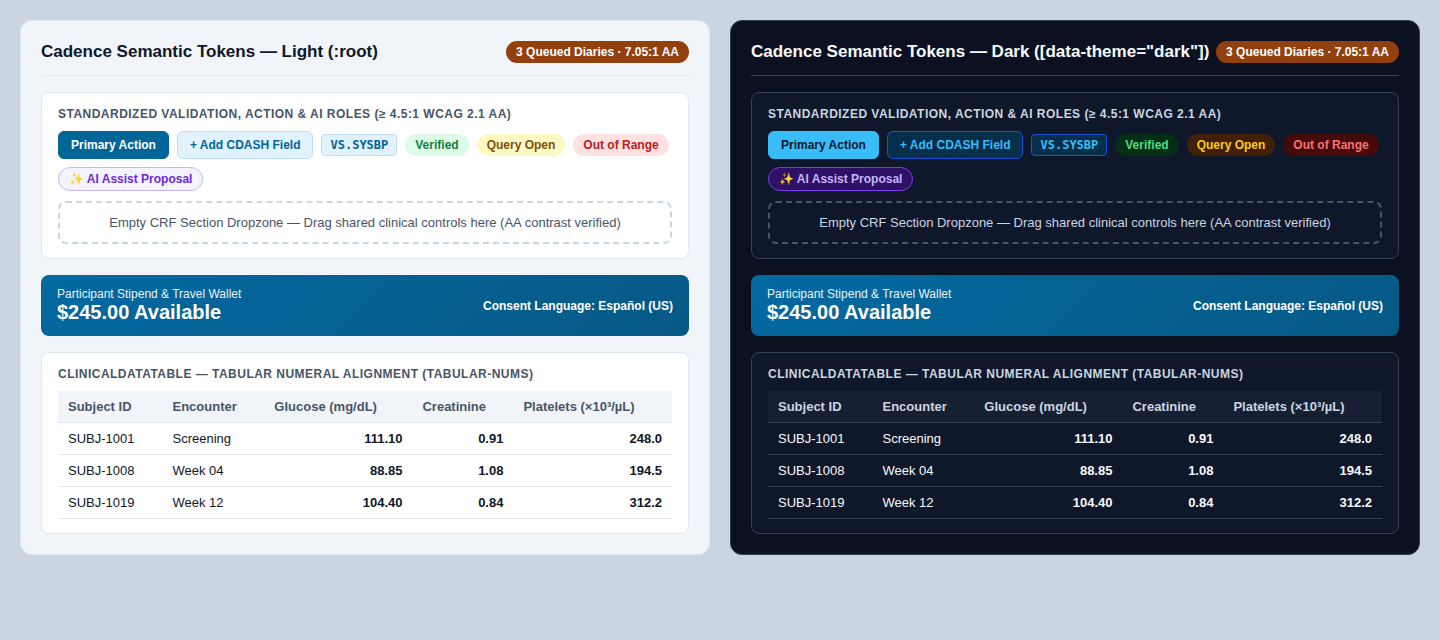 Cadence Semantic Tokens — Light (:root)
3 Queued Diaries · 7.05:1 AA
STANDARDIZED VALIDATION, ACTION & AI ROLES (≥ 4.5:1 WCAG 2.1 AA)
Primary Action + Add CDASH Field VS.SYSBP Verified Query Open Out of Range
✨ AI Assist Proposal
Empty CRF Section Dropzone — Drag shared clinical controls here (AA contrast verified)
Participant Stipend & Travel Wallet
$245.00 Available
Consent Language: Español (US)
CLINICALDATATABLE — TABULAR NUMERAL ALIGNMENT (TABULAR-NUMS)
Subject ID Encounter Glucose (mg/dL) Creatinine Platelets (×10³/µL)
SUBJ-1001 Screening 111.10 0.91 248.0
SUBJ-1008 Week 04 88.85 1.08 194.5
SUBJ-1019 Week 12 104.40 0.84 312.2
Cadence Semantic Tokens — Dark ([data-theme="dark"])
3 Queued Diaries · 7.05:1 AA
STANDARDIZED VALIDATION, ACTION & AI ROLES (≥ 4.5:1 WCAG 2.1 AA)
Primary Action + Add CDASH Field VS.SYSBP Verified Query Open Out of Range
✨ AI Assist Proposal
Empty CRF Section Dropzone — Drag shared clinical controls here (AA contrast verified)
Participant Stipend & Travel Wallet
$245.00 Available
Consent Language: Español (US)
CLINICALDATATABLE — TABULAR NUMERAL ALIGNMENT (TABULAR-NUMS)
Subject ID Encounter Glucose (mg/dL) Creatinine Platelets (×10³/µL)
SUBJ-1001 Screening 111.10 0.91 248.0
SUBJ-1008 Week 04 88.85 1.08 194.5
SUBJ-1019 Week 12 104.40 0.84 312.2